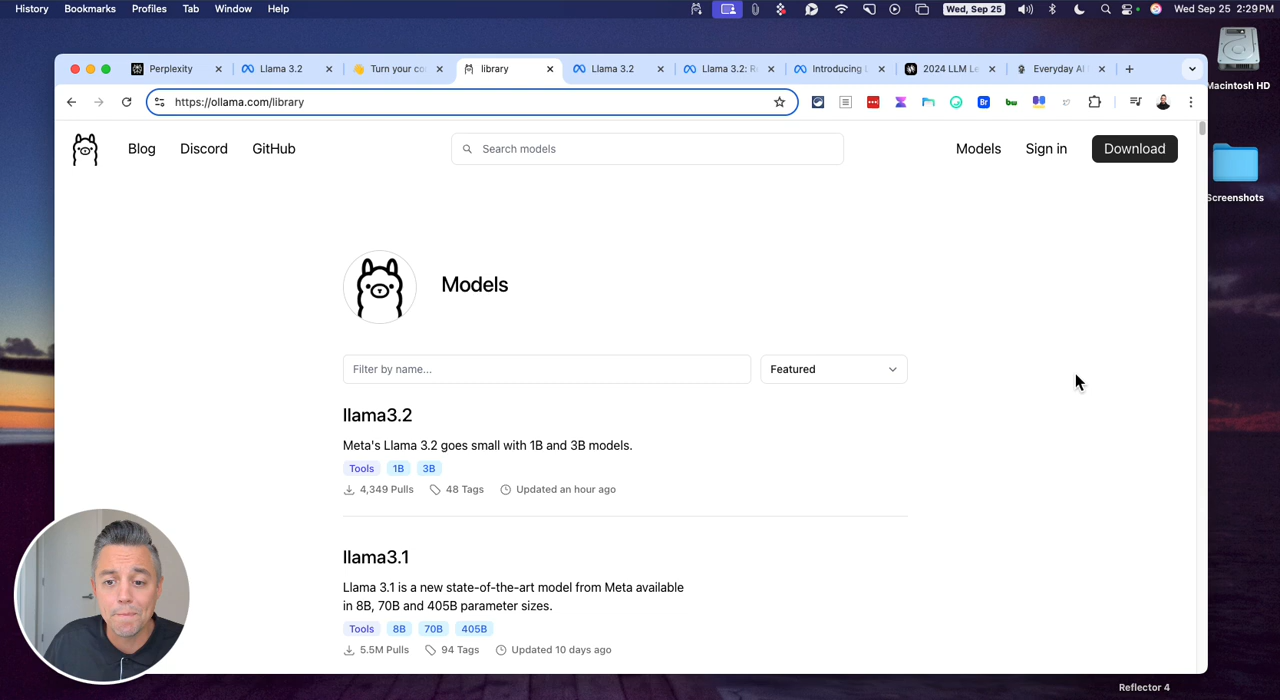 History Bookmarks Profiles Tab Window Help Wed, Sep 25 Wed Sep 25 2:29 PM
Macintosh HD
Screenshots
Perplexity Llama 3.2 Turn your co library Llama 3.2 Llama 3.2: R Introducing L 2024 LLM Le Everyday AI
https://ollama.com/library
Blog Discord GitHub Search models Models Sign in Download
Models
Filter by name... Featured
llama3.2
Meta's Llama 3.2 goes small with 1B and 3B models.
Tools 1B 3B
4,349 Pulls 48 Tags Updated an hour ago
llama3.1
Llama 3.1 is a new state-of-the-art model from Meta available
in 8B, 70B and 405B parameter sizes.
Tools 8B 70B 405B
5.5M Pulls 94 Tags Updated 10 days ago
Reflector 4